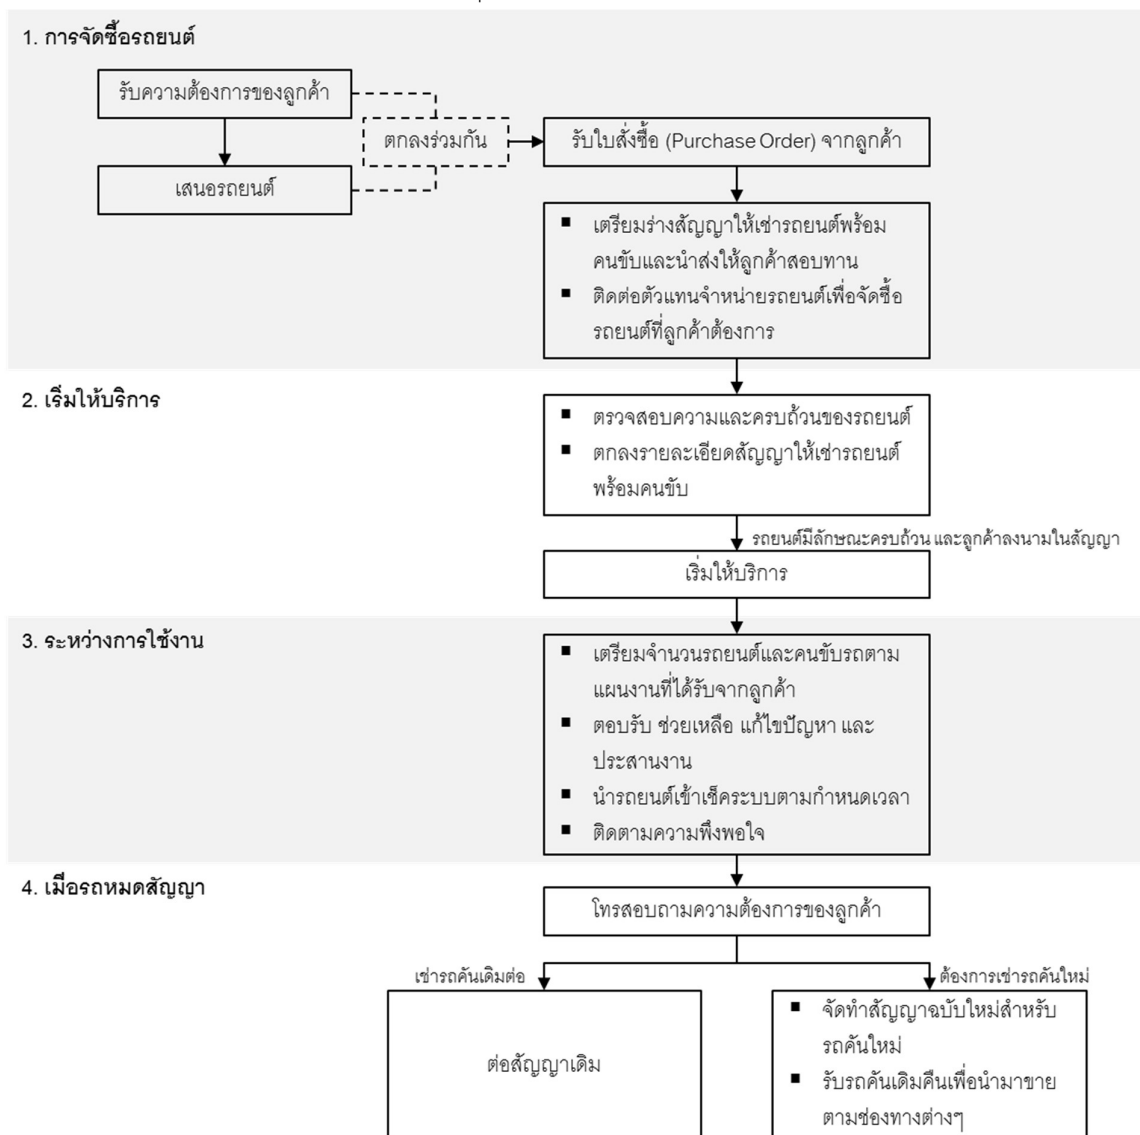 1. การจัดซื้อรถยนต์
รับความต้องการของลูกค้า
ตกลงร่วมกัน
รับใบสั่งซื้อ (Purchase Order) จากลูกค้า
เสนอรถยนต์
▪ เตรียมร่างสัญญาให้เช่ารถยนต์พร้อม
คนขับและนำส่งให้ลูกค้าสอบทาน
▪ ติดต่อตัวแทนจำหน่ายรถยนต์เพื่อจัดซื้อ
รถยนต์ที่ลูกค้าต้องการ
2. เริ่มให้บริการ
▪ ตรวจสอบความและครบถ้วนของรถยนต์
▪ ตกลงรายละเอียดสัญญาให้เช่ารถยนต์
พร้อมคนขับ
รถยนต์มีลักษณะครบถ้วน และลูกค้าลงนามในสัญญา
เริ่มให้บริการ
3. ระหว่างการใช้งาน
▪ เตรียมจำนวนรถยนต์และคนขับรถตาม
แผนงานที่ได้รับจากลูกค้า
▪ ตอบรับ ช่วยเหลือ แก้ไขปัญหา และ
ประสานงาน
▪ นำรถยนต์เข้าเช็คระบบตามกำหนดเวลา
▪ ติดตามความพึงพอใจ
4. เมื่อรถหมดสัญญา
โทรสอบถามความต้องการของลูกค้า
เช่ารถคันเดิมต่อ
ต้องการเช่ารถคันใหม่
ต่อสัญญาเดิม
▪ จัดทำสัญญาฉบับใหม่สำหรับ
รถคันใหม่
▪ รับรถคันเดิมคืนเพื่อนำมาขาย
ตามช่องทางต่างๆ